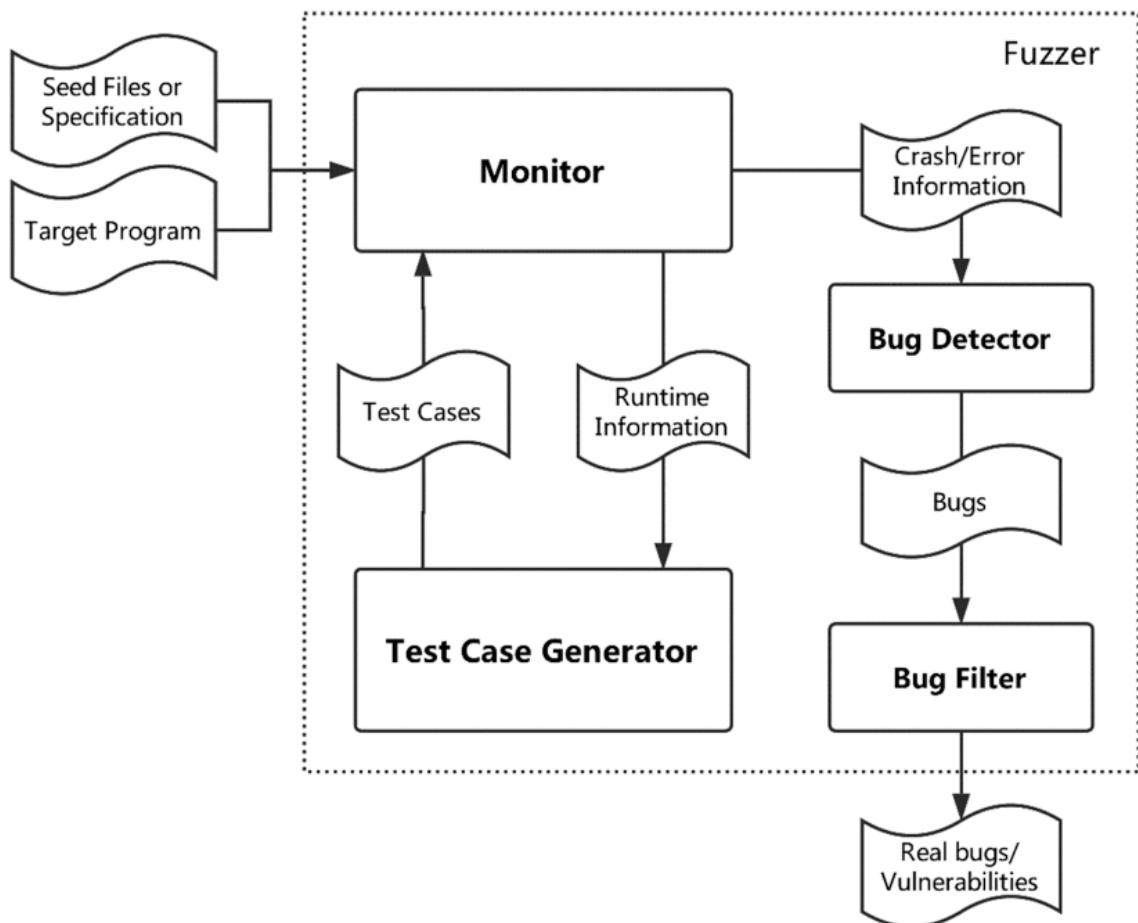 Fuzzer
Seed Files or
Specification
Target Program
Monitor
Crash/Error
Information
Bug Detector
Test Cases
Runtime
Information
Bugs
Test Case Generator
Bug Filter
Real bugs/
Vulnerabilities